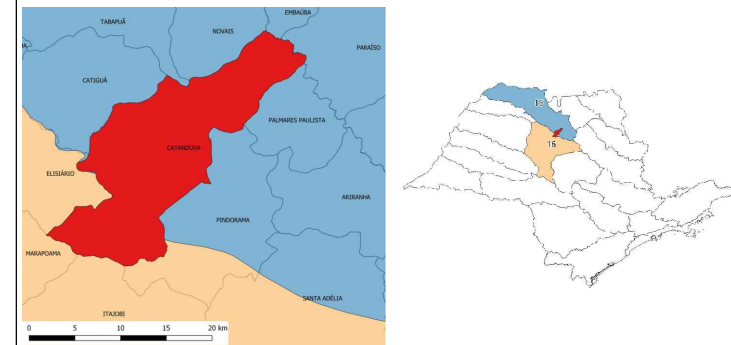 EMBAÚBA
TABAPUÃ
NOVAIS
PARAÍSO
CATIGUÁ
PALMARES PAULISTA
CATANDUVA
ELISIÁRIO
ARIRANHA
PINDORAMA
MARAPOAMA
SANTA ADÉLIA
ITAJOBI
0 5 10 15 20 km
15
16